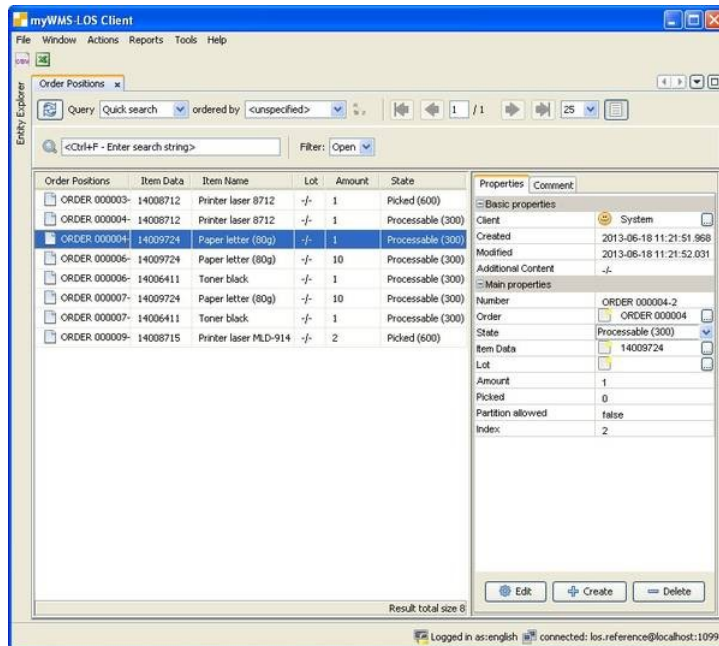 myWMS-LOS Client
File Window Actions Reports Tools Help
CSV
Entity Explorer
Order Positions x
Query Quick search ordered by <unspecified> 1 / 1 25
<Ctrl+F - Enter search string> Filter: Open
Order Positions Item Data Item Name Lot Amount State
ORDER 000003- 14008712 Printer laser 8712 -/- 1 Picked (600)
ORDER 000004- 14008712 Printer laser 8712 -/- 1 Processable (300)
ORDER 000004- 14009724 Paper letter (80g) -/- 1 Processable (300)
ORDER 000006- 14009724 Paper letter (80g) -/- 10 Processable (300)
ORDER 000006- 14006411 Toner black -/- 1 Processable (300)
ORDER 000007- 14009724 Paper letter (80g) -/- 10 Processable (300)
ORDER 000007- 14006411 Toner black -/- 1 Processable (300)
ORDER 000009- 14008715 Printer laser MLD-914 -/- 2 Picked (600)
Result total size 8
Properties Comment
Basic properties
Client System ...
Created 2013-06-18 11:21:51.968
Modified 2013-06-18 11:21:52.031
Additional Content -/-
Main properties
Number ORDER 000004-2
Order ORDER 000004 ...
State Processable (300)
Item Data 14009724 ...
Lot ...
Amount 1
Picked 0
Partition allowed false
Index 2
Edit Create Delete
Logged in as:english connected: los.reference@localhost:1099